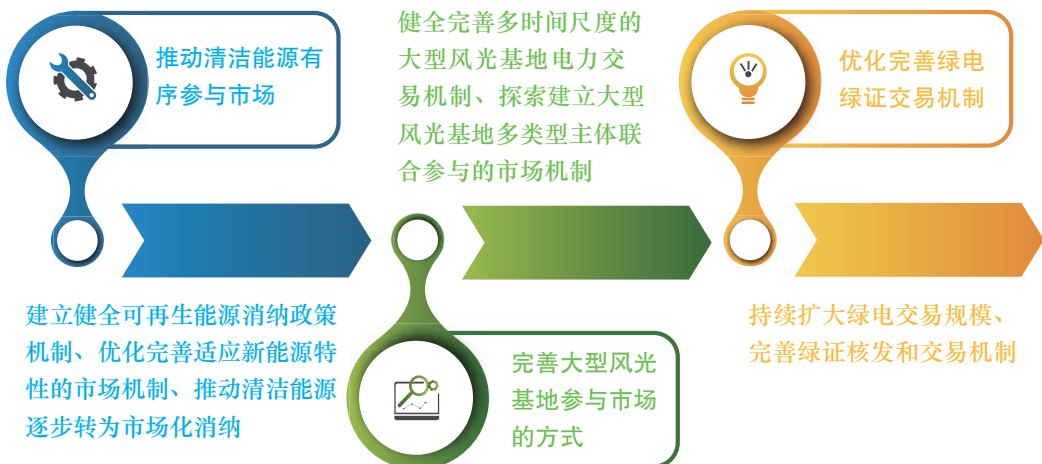 推动清洁能源有
序参与市场
建立健全可再生能源消纳政策
机制、优化完善适应新能源特
性的市场机制、推动清洁能源
逐步转为市场化消纳
健全完善多时间尺度的
大型风光基地电力交
易机制、探索建立大型
风光基地多类型主体联
合参与的市场机制
完善大型风光
基地参与市场
的方式
优化完善绿电
绿证交易机制
持续扩大绿电交易规模、
完善绿证核发和交易机制